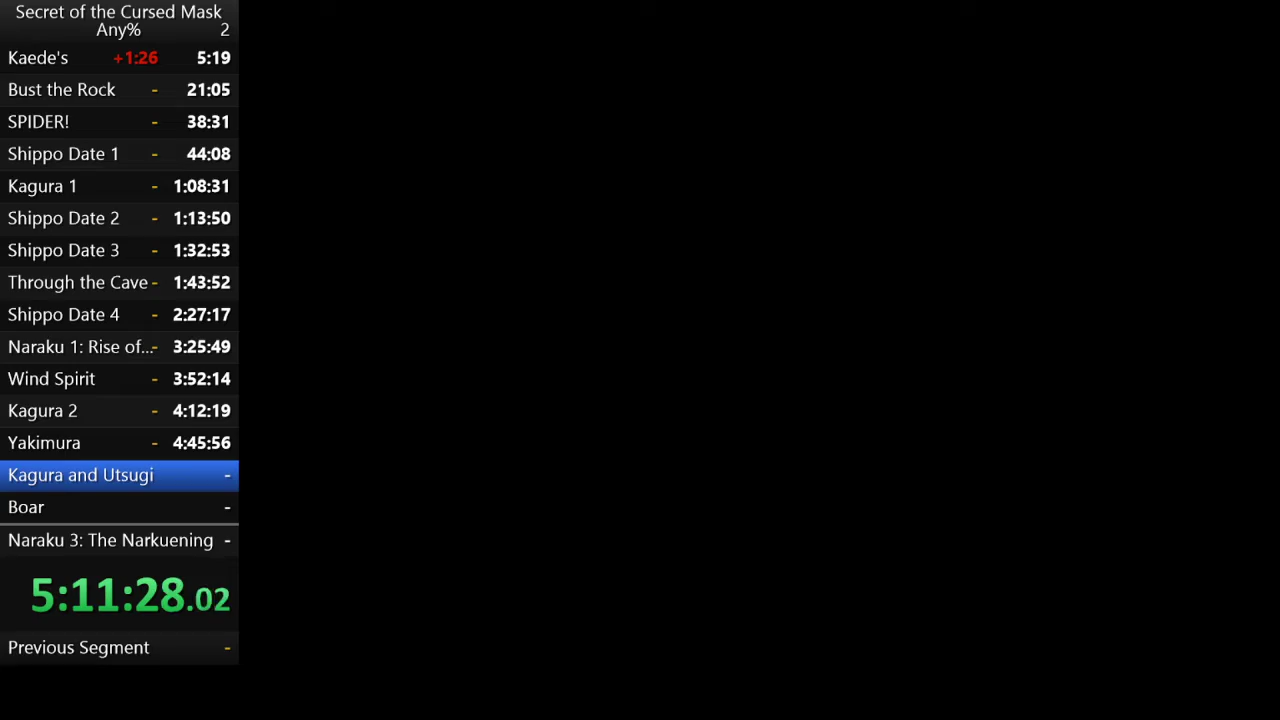 Secret of the Cursed Mask
Any% 2
Kaede's +1:26 5:19
Bust the Rock - 21:05
SPIDER! - 38:31
Shippo Date 1 - 44:08
Kagura 1 - 1:08:31
Shippo Date 2 - 1:13:50
Shippo Date 3 - 1:32:53
Through the Cave - 1:43:52
Shippo Date 4 - 2:27:17
Naraku 1: Rise of... - 3:25:49
Wind Spirit - 3:52:14
Kagura 2 - 4:12:19
Yakimura - 4:45:56
Kagura and Utsugi -
Boar -
Naraku 3: The Narkuening -
5:11:28.02
Previous Segment -